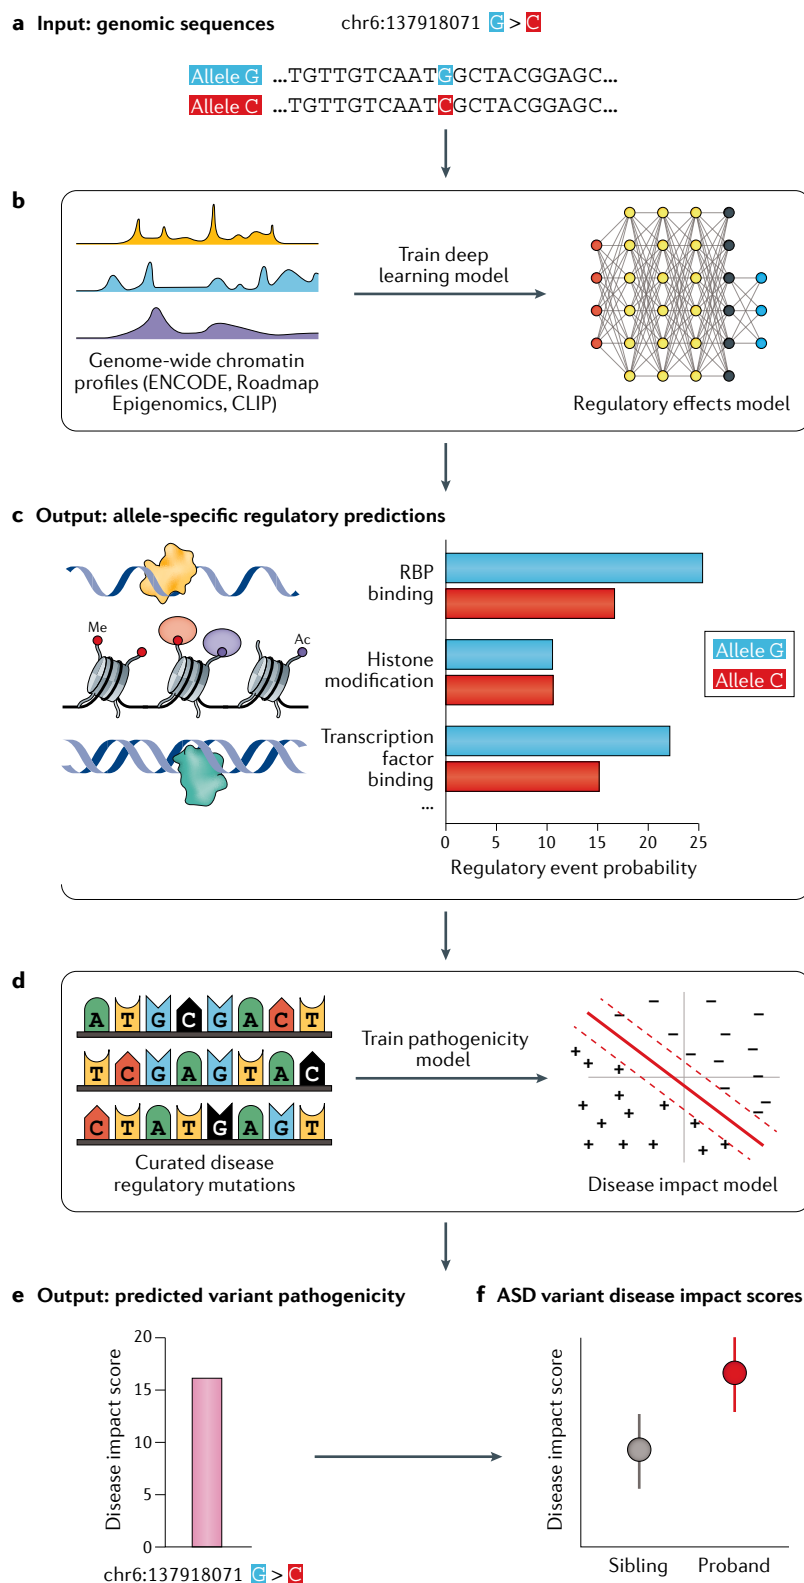 a Input: genomic sequences chr6:137918071 G > C
Allele G ...TGTTGTCAATGGCTACGGAGC...
Allele C ...TGTTGTCAATCGCTACGGAGC...
b
Train deep
learning model
Genome-wide chromatin
profiles (ENCODE, Roadmap
Epigenomics, CLIP)
Regulatory effects model
c Output: allele-specific regulatory predictions
RBP
binding
Me
Ac
Histone
modification
Allele G
Allele C
Transcription
factor
binding
...
0 5 10 15 20 25
Regulatory event probability
d
A T G C G A C T
T C G A G T A C
C T A T G A G T
Train pathogenicity
model
Curated disease
regulatory mutations
Disease impact model
e Output: predicted variant pathogenicity
Disease impact score
20
15
10
5
0
chr6:137918071 G > C
f ASD variant disease impact scores
Disease impact score
Sibling Proband